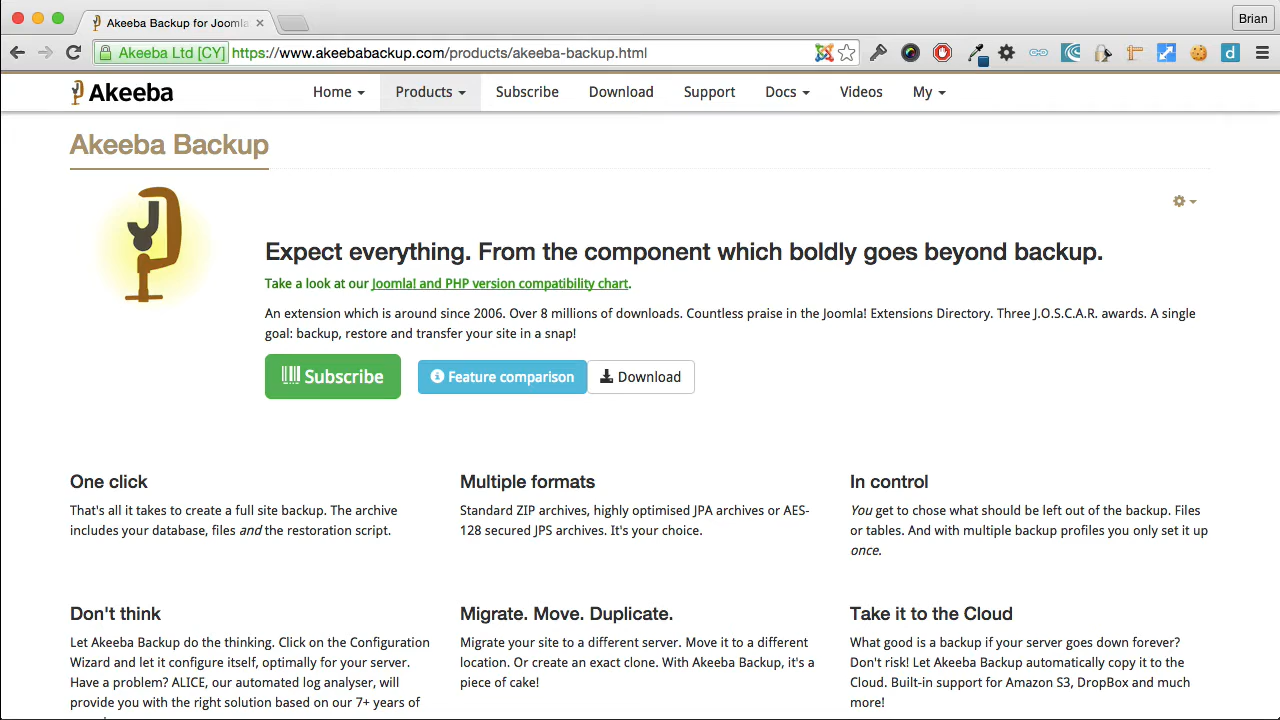 Akeeba Backup for Joomla
Brian
Akeeba Ltd [CY] https://www.akeebabackup.com/products/akeeba-backup.html
Akeeba Home Products Subscribe Download Support Docs Videos My
Akeeba Backup
Expect everything. From the component which boldly goes beyond backup.
Take a look at our Joomla! and PHP version compatibility chart.
An extension which is around since 2006. Over 8 millions of downloads. Countless praise in the Joomla! Extensions Directory. Three J.O.S.C.A.R. awards. A single
goal: backup, restore and transfer your site in a snap!
Subscribe Feature comparison Download
One click
That's all it takes to create a full site backup. The archive
includes your database, files and the restoration script.
Multiple formats
Standard ZIP archives, highly optimised JPA archives or AES-
128 secured JPS archives. It's your choice.
In control
You get to chose what should be left out of the backup. Files
or tables. And with multiple backup profiles you only set it up
once.
Don't think
Let Akeeba Backup do the thinking. Click on the Configuration
Wizard and let it configure itself, optimally for your server.
Have a problem? ALICE, our automated log analyser, will
provide you with the right solution based on our 7+ years of
Migrate. Move. Duplicate.
Migrate your site to a different server. Move it to a different
location. Or create an exact clone. With Akeeba Backup, it's a
piece of cake!
Take it to the Cloud
What good is a backup if your server goes down forever?
Don't risk! Let Akeeba Backup automatically copy it to the
Cloud. Built-in support for Amazon S3, DropBox and much
more!